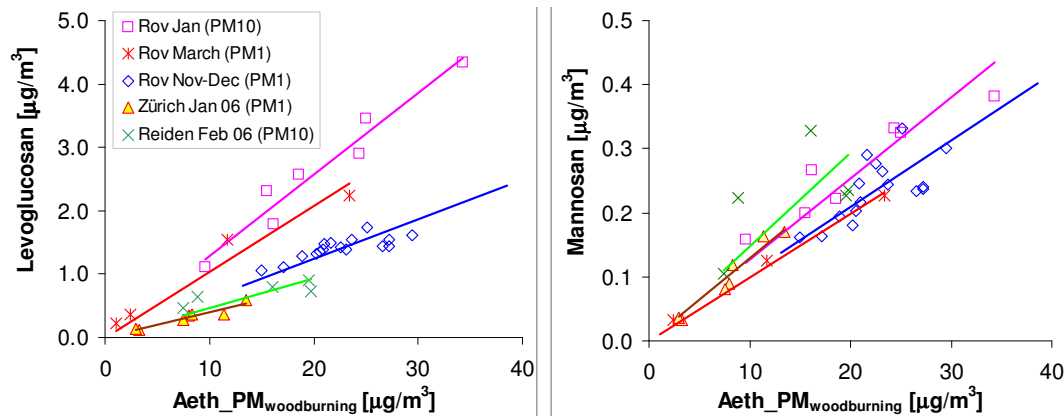 5.0
4.0
3.0
2.0
1.0
0.0
Levoglucosan [µg/m³]
Rov Jan (PM10)
Rov March (PM1)
Rov Nov-Dec (PM1)
Zürich Jan 06 (PM1)
Reiden Feb 06 (PM10)
0 10 20 30 40
Aeth_PMwoodburning [µg/m³]
0.5
0.4
0.3
0.2
0.1
0.0
Mannosan [µg/m³]
0 10 20 30 40
Aeth_PMwoodburning [µg/m³]